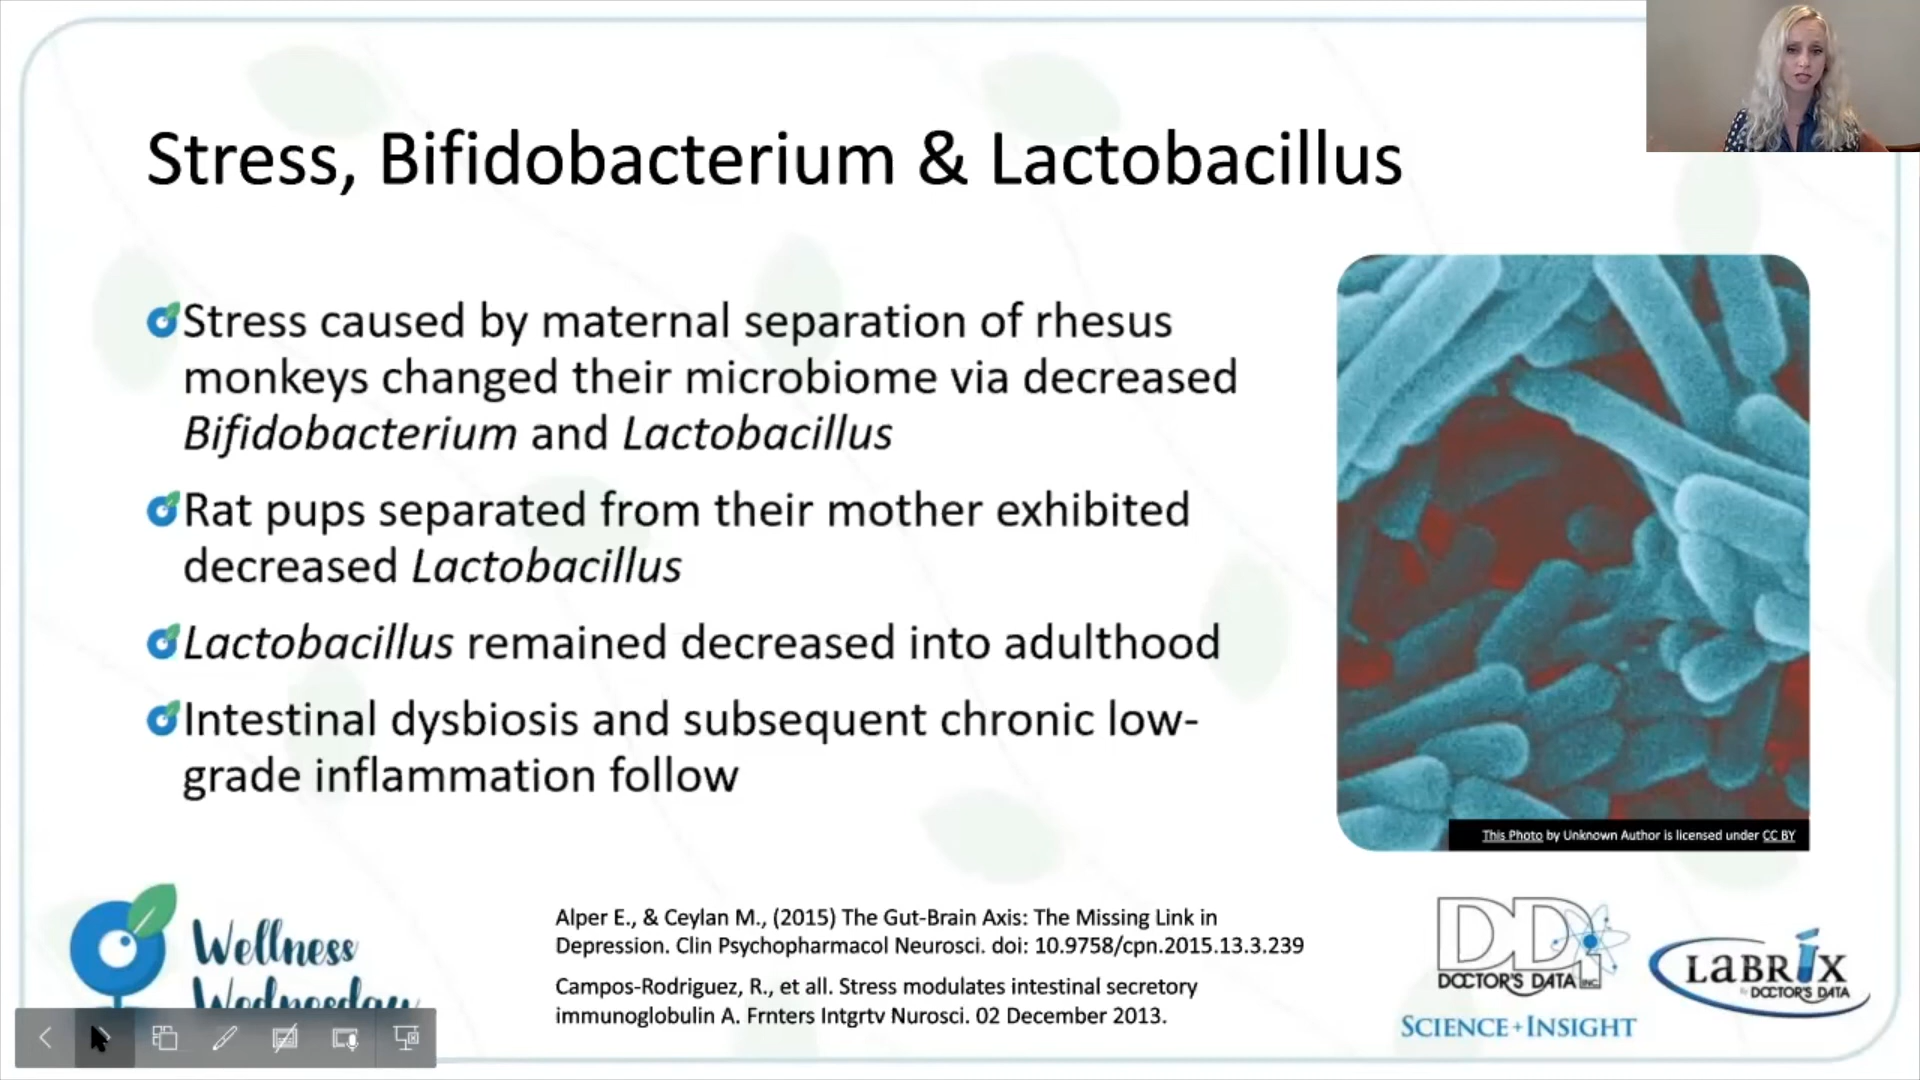 Stress, Bifidobacterium & Lactobacillus
Stress caused by maternal separation of rhesus
monkeys changed their microbiome via decreased
Bifidobacterium and Lactobacillus
Rat pups separated from their mother exhibited
decreased Lactobacillus
Lactobacillus remained decreased into adulthood
Intestinal dysbiosis and subsequent chronic low-
grade inflammation follow
This Photo by Unknown Author is licensed under CC BY
Wellness
Wednesday
Alper E., & Ceylan M., (2015) The Gut-Brain Axis: The Missing Link in
Depression. Clin Psychopharmacol Neurosci. doi: 10.9758/cpn.2015.13.3.239
Campos-Rodriguez, R., et all. Stress modulates intestinal secretory
immunoglobulin A. Frnters Intgrtv Nurosci. 02 December 2013.
DDI
DOCTOR'S DATA INC.
SCIENCE + INSIGHT
LABRIX
BY DOCTOR'S DATA